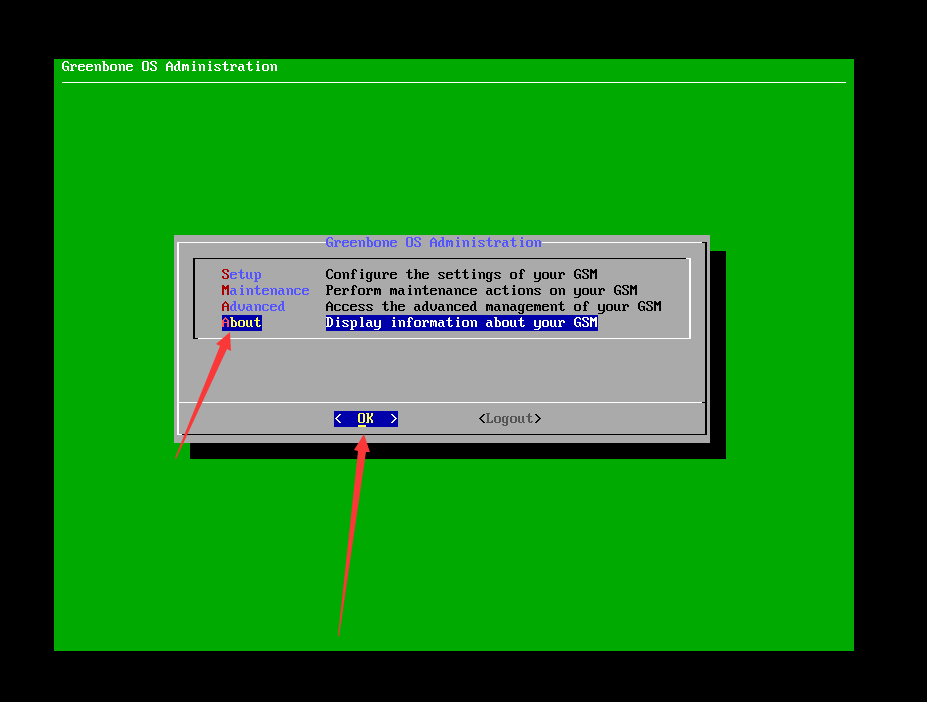 Greenbone OS Administration
Greenbone OS Administration
Setup Configure the settings of your GSM
Maintenance Perform maintenance actions on your GSM
Advanced Access the advanced management of your GSM
About Display information about your GSM
< OK > <Logout>